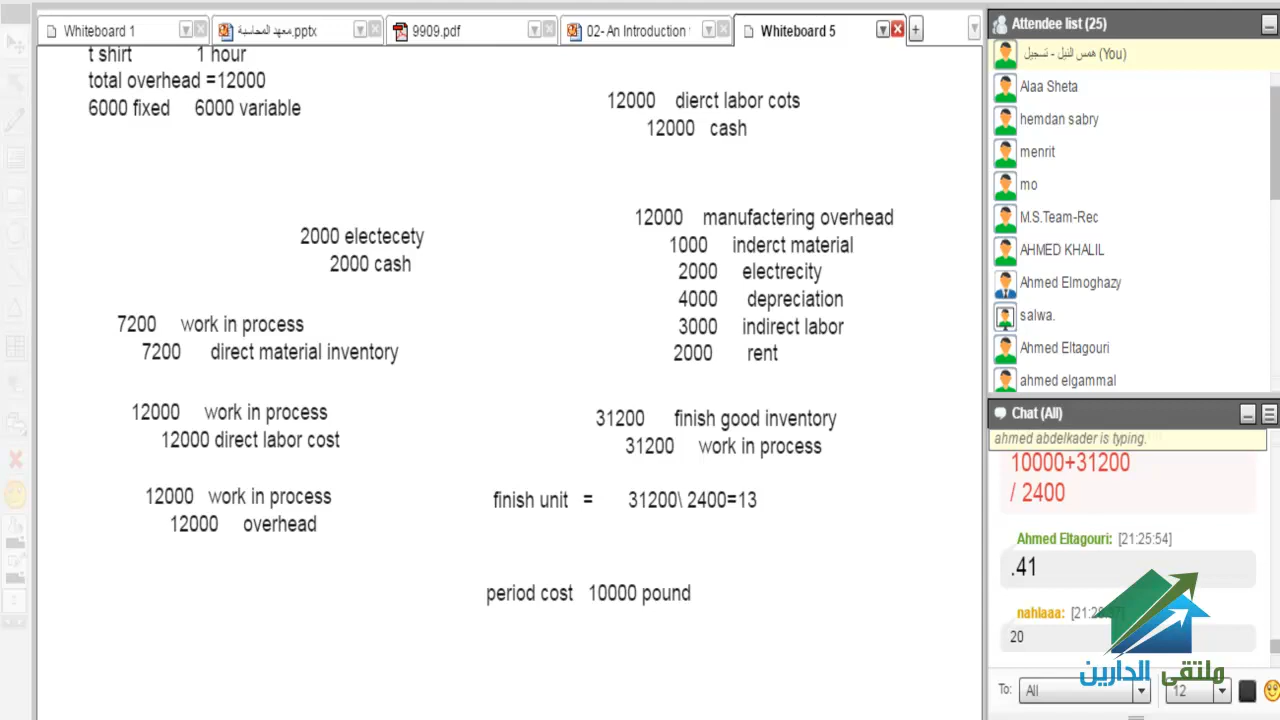 Whiteboard 1
معهد المحاسبة.pptx
9909.pdf
02- An Introduction
Whiteboard 5
t shirt 1 hour
total overhead =12000
6000 fixed 6000 variable
2000 electecety
2000 cash
7200 work in process
7200 direct material inventory
12000 work in process
12000 direct labor cost
12000 work in process
12000 overhead
12000 dierct labor cots
12000 cash
12000 manufactering overhead
1000 inderct material
2000 electrecity
4000 depreciation
3000 indirect labor
2000 rent
31200 finish good inventory
31200 work in process
finish unit = 31200\ 2400=13
period cost 10000 pound
Attendee list (25)
همس النيل - تسجيل (You)
Alaa Sheta
hemdan sabry
menrit
mo
M.S.Team-Rec
AHMED KHALIL
Ahmed Elmoghazy
salwa.
Ahmed Eltagouri
ahmed elgammal
Chat (All)
ahmed abdelkader is typing.
10000+31200
/ 2400
Ahmed Eltagouri: [21:25:54]
.41
nahlaaa:
20
ملتقى الدارين
To: All
12